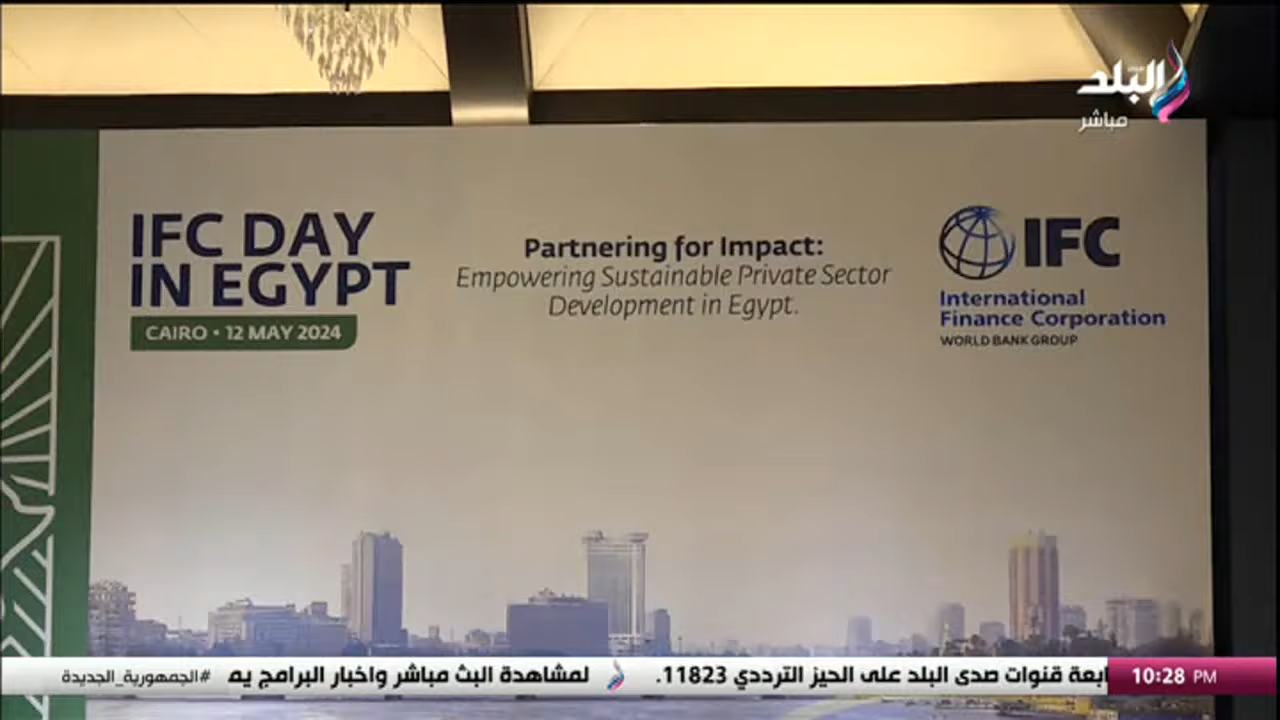 البلد
مباشر
IFC DAY
IN EGYPT
CAIRO • 12 MAY 2024
Partnering for Impact:
Empowering Sustainable Private Sector
Development in Egypt.
IFC
International
Finance Corporation
WORLD BANK GROUP
ابعة قنوات صدى البلد على الحيز الترددي 11823. لمشاهدة البث مباشر واخبار البرامج يم
#الجمهورية_الجديدة
10:28 PM